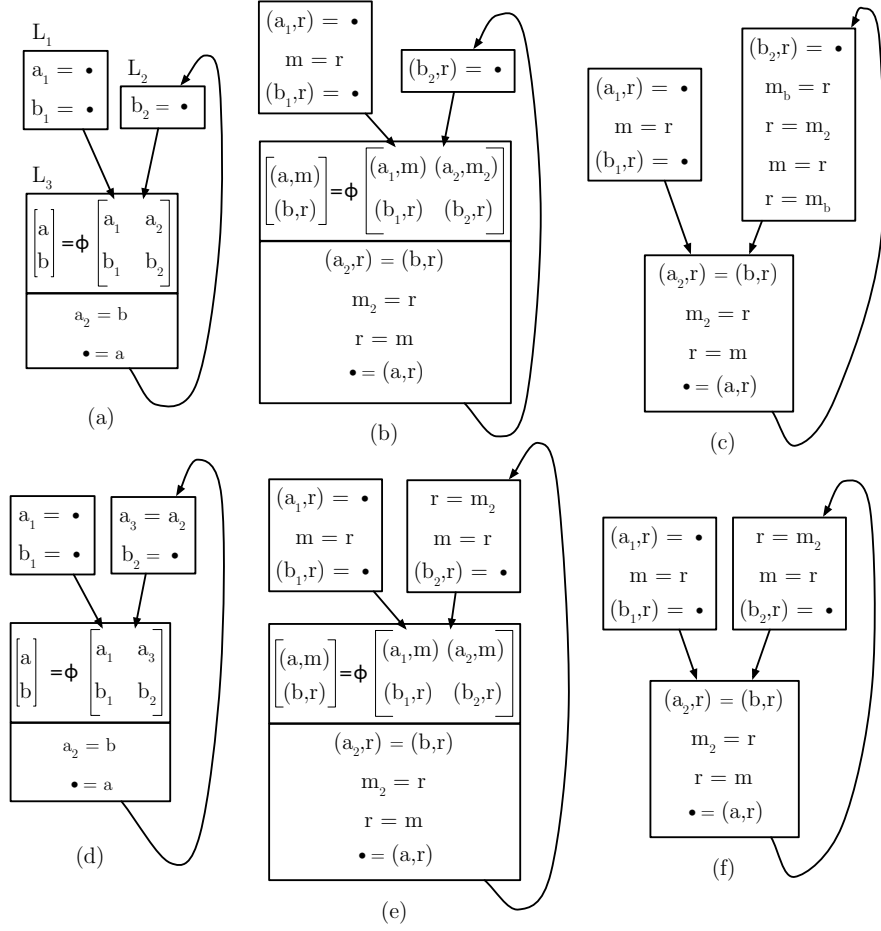 L₁
a₁ = •
b₁ = •
L₂
b₂ = •
L₃
[a b] =ϕ [a₁ a₂ b₁ b₂]
a₂ = b
• = a
(a)
(a₁,r) = •
m = r
(b₁,r) = •
(b₂,r) = •
[(a,m) (b,r)] =ϕ [(a₁,m) (a₂,m₂) (b₁,r) (b₂,r)]
(a₂,r) = (b,r)
m₂ = r
r = m
• = (a,r)
(b)
(a₁,r) = •
m = r
(b₁,r) = •
(b₂,r) = •
m_b = r
r = m₂
m = r
r = m_b
(a₂,r) = (b,r)
m₂ = r
r = m
• = (a,r)
(c)
a₁ = •
b₁ = •
a₃ = a₂
b₂ = •
[a b] =ϕ [a₁ a₃ b₁ b₂]
a₂ = b
• = a
(d)
(a₁,r) = •
m = r
(b₁,r) = •
r = m₂
m = r
(b₂,r) = •
[(a,m) (b,r)] =ϕ [(a₁,m) (a₂,m) (b₁,r) (b₂,r)]
(a₂,r) = (b,r)
m₂ = r
r = m
• = (a,r)
(e)
(a₁,r) = •
m = r
(b₁,r) = •
r = m₂
m = r
(b₂,r) = •
(a₂,r) = (b,r)
m₂ = r
r = m
• = (a,r)
(f)